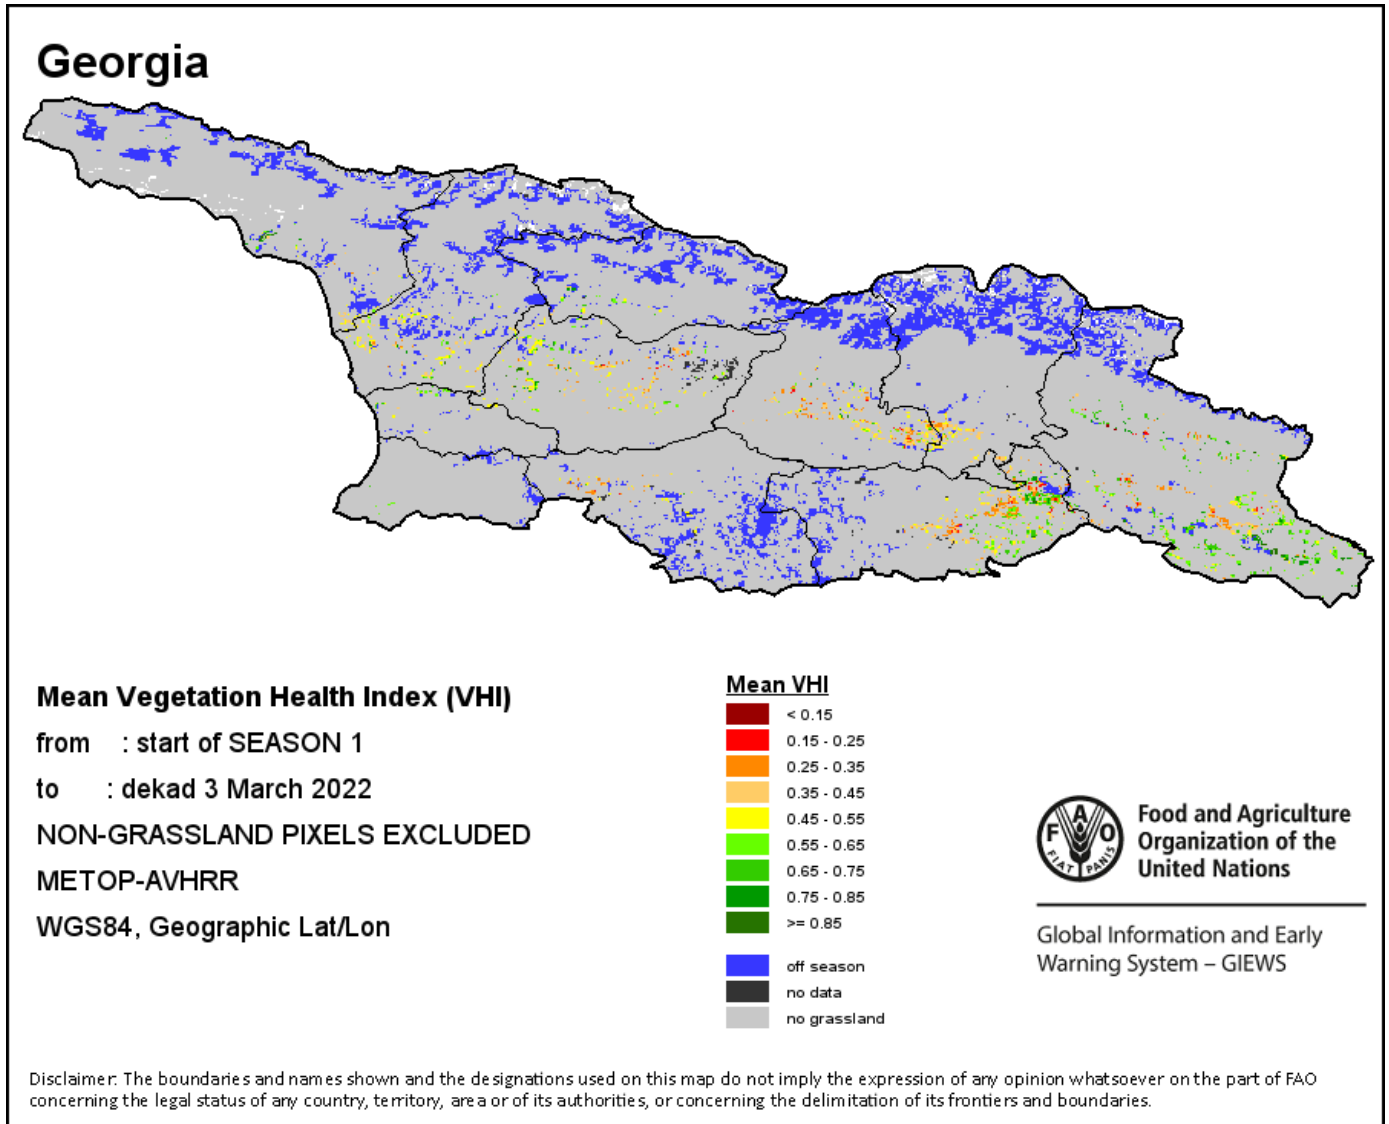 Georgia
Mean Vegetation Health Index (VHI)
from : start of SEASON 1
to : dekad 3 March 2022
NON-GRASSLAND PIXELS EXCLUDED
METOP-AVHRR
WGS84, Geographic Lat/Lon
Mean VHI
< 0.15
0.15 - 0.25
0.25 - 0.35
0.35 - 0.45
0.45 - 0.55
0.55 - 0.65
0.65 - 0.75
0.75 - 0.85
>= 0.85
off season
no data
no grassland
F A O
FIAT PANIS
Food and Agriculture
Organization of the
United Nations
Global Information and Early
Warning System – GIEWS
Disclaimer: The boundaries and names shown and the designations used on this map do not imply the expression of any opinion whatsoever on the part of FAO
concerning the legal status of any country, territory, area or of its authorities, or concerning the delimitation of its frontiers and boundaries.